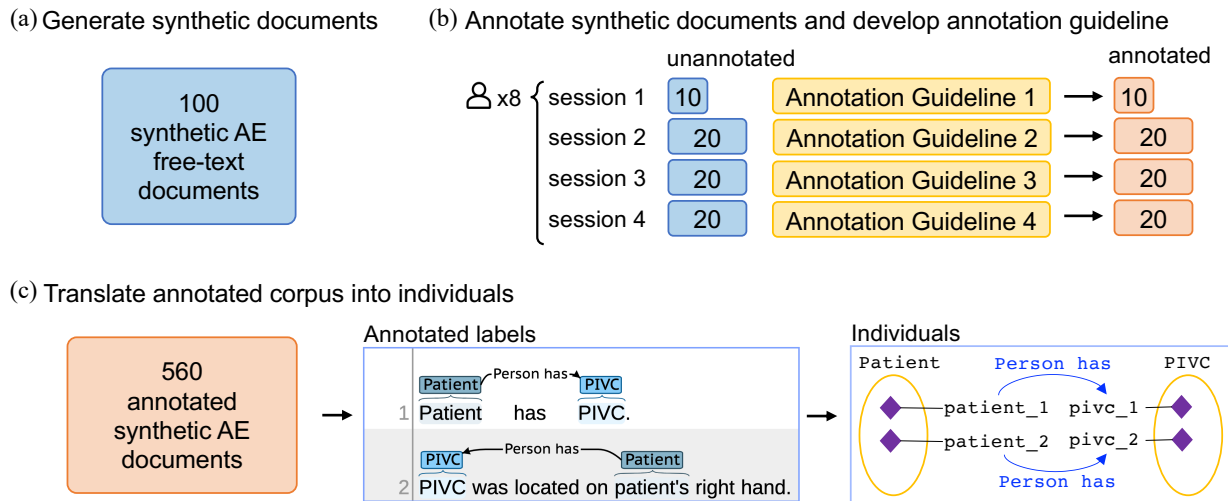 (a) Generate synthetic documents
100
synthetic AE
free-text
documents
(b) Annotate synthetic documents and develop annotation guideline
unannotated
annotated
x8
session 1
10
Annotation Guideline 1
10
session 2
20
Annotation Guideline 2
20
session 3
20
Annotation Guideline 3
20
session 4
20
Annotation Guideline 4
20
(c) Translate annotated corpus into individuals
560
annotated
synthetic AE
documents
Annotated labels
Patient
Person has
PIVC
1 Patient has PIVC.
PIVC
Person has
Patient
2 PIVC was located on patient's right hand.
Individuals
Patient
Person has
PIVC
patient_1 pivc_1
patient_2 pivc_2
Person has